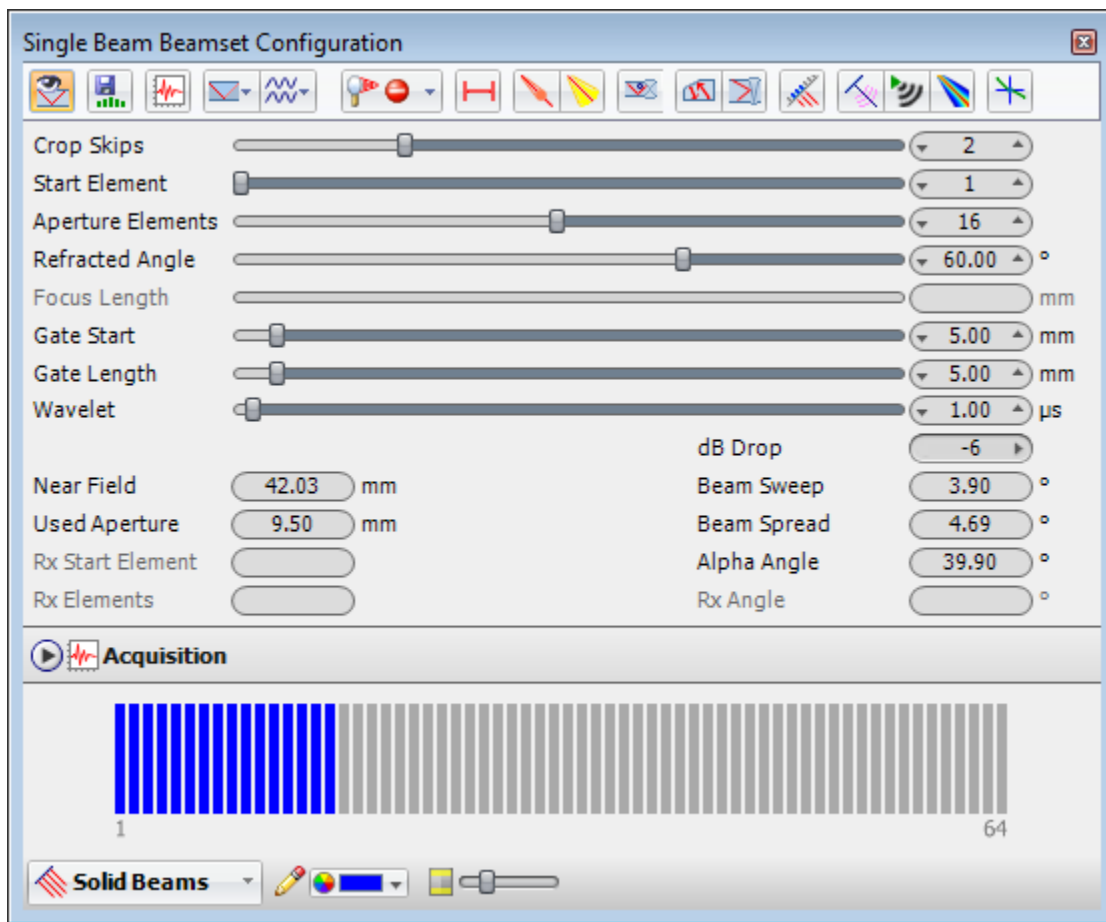 Single Beam Beamset Configuration
Crop Skips 2
Start Element 1
Aperture Elements 16
Refracted Angle 60.00 °
Focus Length mm
Gate Start 5.00 mm
Gate Length 5.00 mm
Wavelet 1.00 µs
dB Drop -6
Near Field 42.03 mm Beam Sweep 3.90 °
Used Aperture 9.50 mm Beam Spread 4.69 °
Rx Start Element Alpha Angle 39.90 °
Rx Elements Rx Angle °
Acquisition
1 64
Solid Beams